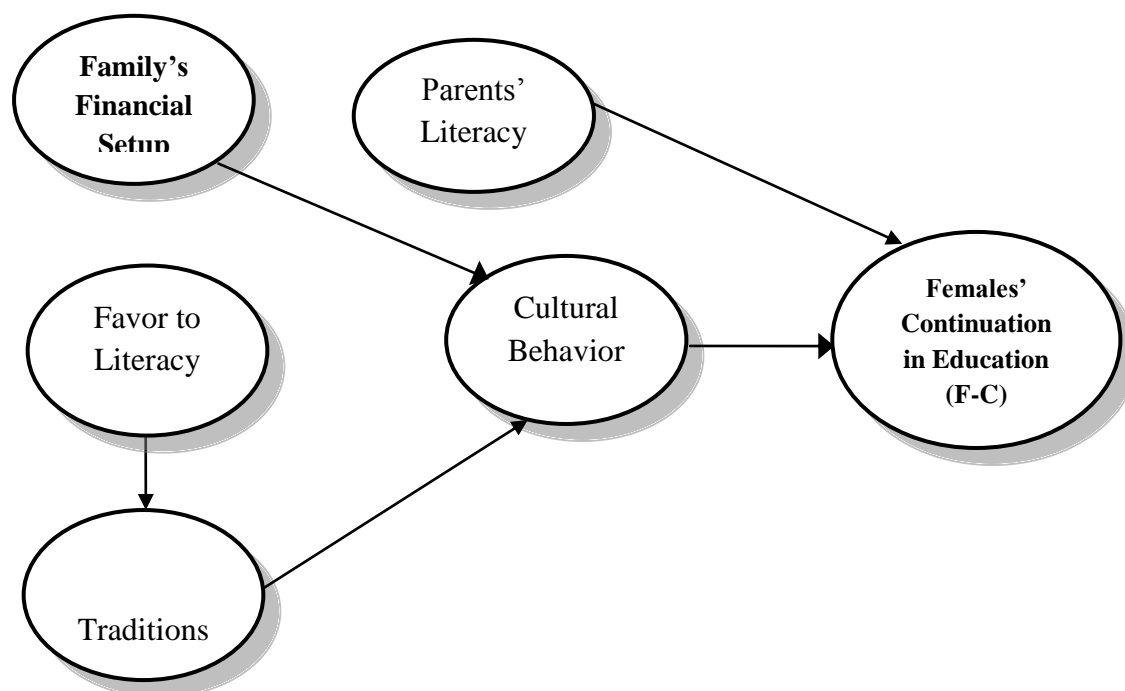 Family’s
Financial
Setup
Parents’
Literacy
Favor to
Literacy
Cultural
Behavior
Females’
Continuation
in Education
(F-C)
Traditions